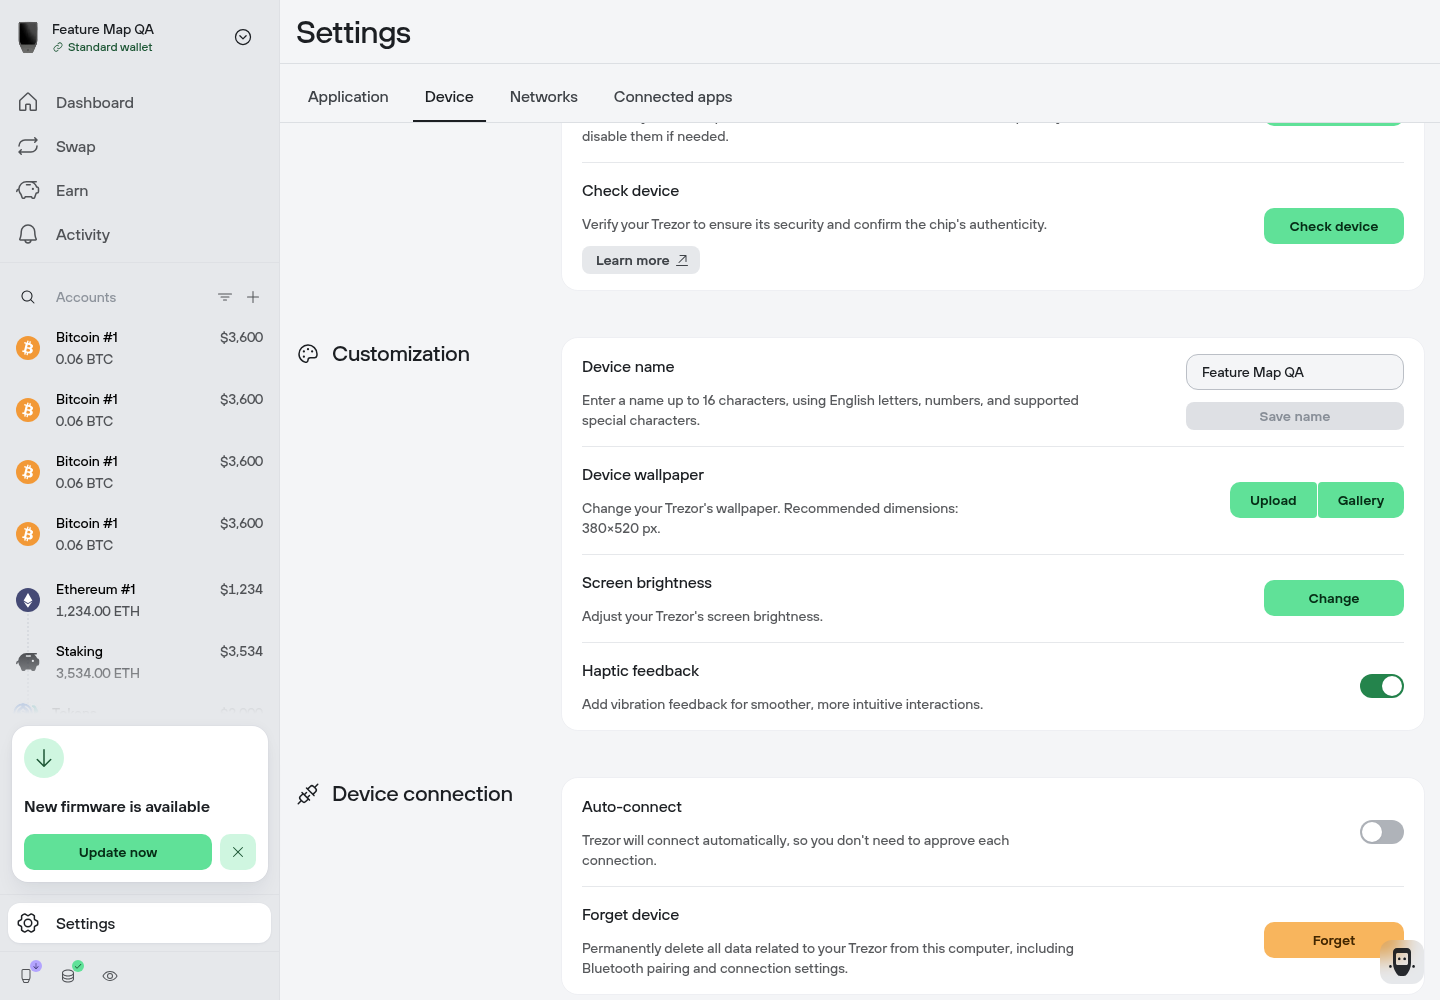 Feature Map QA
Standard wallet
Dashboard
Swap
Earn
Activity
Accounts
Bitcoin #1 $3,600
0.06 BTC
Bitcoin #1 $3,600
0.06 BTC
Bitcoin #1 $3,600
0.06 BTC
Bitcoin #1 $3,600
0.06 BTC
Ethereum #1 $1,234
1,234.00 ETH
Staking $3,534
3,534.00 ETH
New firmware is available
Update now
Settings
Settings
Application Device Networks Connected apps
disable them if needed.
Check device
Verify your Trezor to ensure its security and confirm the chip's authenticity.
Learn more
Check device
Customization
Device name
Enter a name up to 16 characters, using English letters, numbers, and supported
special characters.
Feature Map QA
Save name
Device wallpaper
Change your Trezor's wallpaper. Recommended dimensions:
380×520 px.
Upload Gallery
Screen brightness
Adjust your Trezor's screen brightness.
Change
Haptic feedback
Add vibration feedback for smoother, more intuitive interactions.
Device connection
Auto-connect
Trezor will connect automatically, so you don't need to approve each
connection.
Forget device
Permanently delete all data related to your Trezor from this computer, including
Bluetooth pairing and connection settings.
Forget